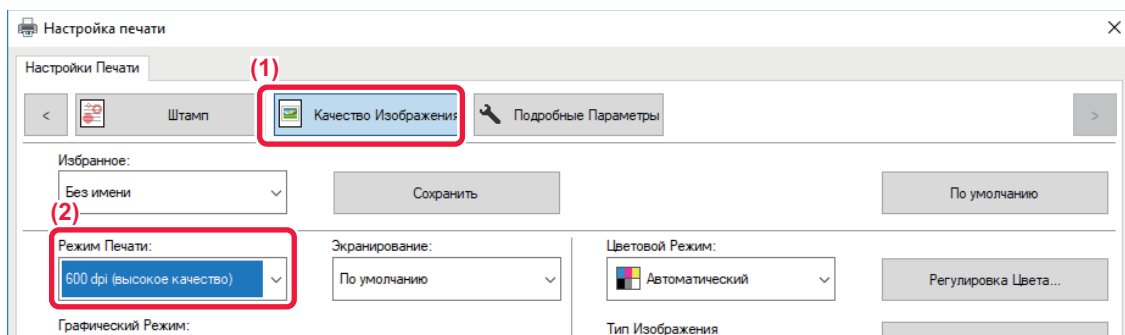 Настройка печати
Настройки Печати
(1)
<
Штамп
Качество Изображения
Подробные Параметры
>
Избранное:
Без имени
Сохранить
По умолчанию
(2)
Режим Печати:
Экранирование:
Цветовой Режим:
600 dpi (высокое качество)
По умолчанию
Автоматический
Регулировка Цвета...
Графический Режим:
Тип Изображения